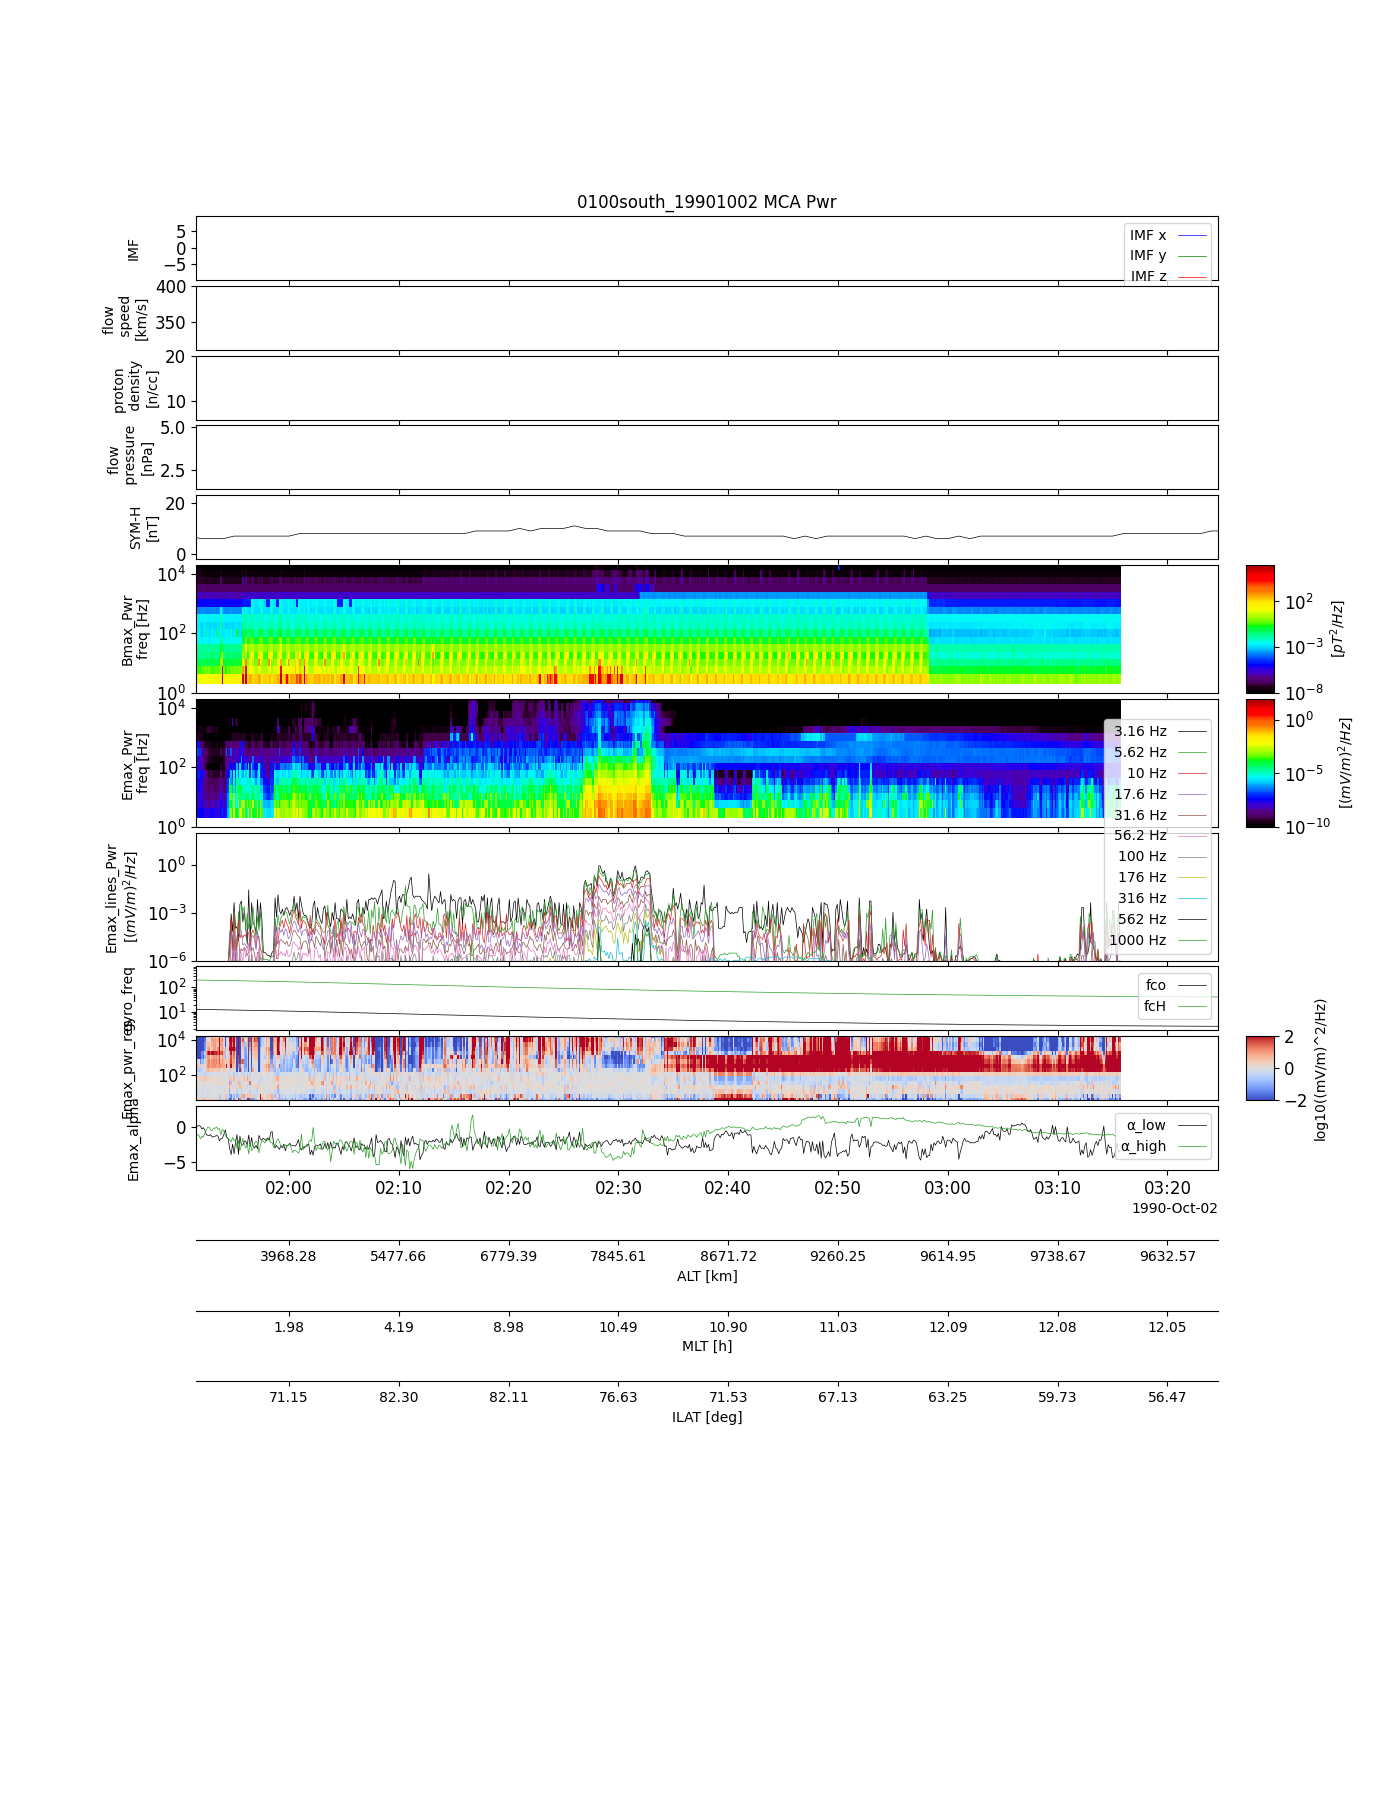 0100south_19901002 MCA Pwr
IMF
5
0
−5
IMF x
IMF y
IMF z
flow
speed
[km/s]
400
350
proton
density
[n/cc]
20
10
flow
pressure
[nPa]
5.0
2.5
SYM-H
[nT]
20
0
Bmax_Pwr
freq [Hz]
10^4
10^2
10^0
10^2
10^−3
10^−8
[pT^2/Hz]
Emax_Pwr
freq [Hz]
10^4
10^2
10^0
10^0
10^−5
10^−10
[(mV/m)^2/Hz]
3.16 Hz
5.62 Hz
10 Hz
17.6 Hz
31.6 Hz
56.2 Hz
100 Hz
176 Hz
316 Hz
562 Hz
1000 Hz
Emax_lines_Pwr
[(mV/m)^2/Hz]
10^0
10^−3
10^−6
gyro_freq
10^2
10^1
fco
fcH
Emax_pwr_reg
10^4
10^2
2
0
−2
log10((mV/m)^2/Hz)
Emax_alpha
0
−5
α_low
α_high
02:00 02:10 02:20 02:30 02:40 02:50 03:00 03:10 03:20
1990-Oct-02
3968.28 5477.66 6779.39 7845.61 8671.72 9260.25 9614.95 9738.67 9632.57
ALT [km]
1.98 4.19 8.98 10.49 10.90 11.03 12.09 12.08 12.05
MLT [h]
71.15 82.30 82.11 76.63 71.53 67.13 63.25 59.73 56.47
ILAT [deg]